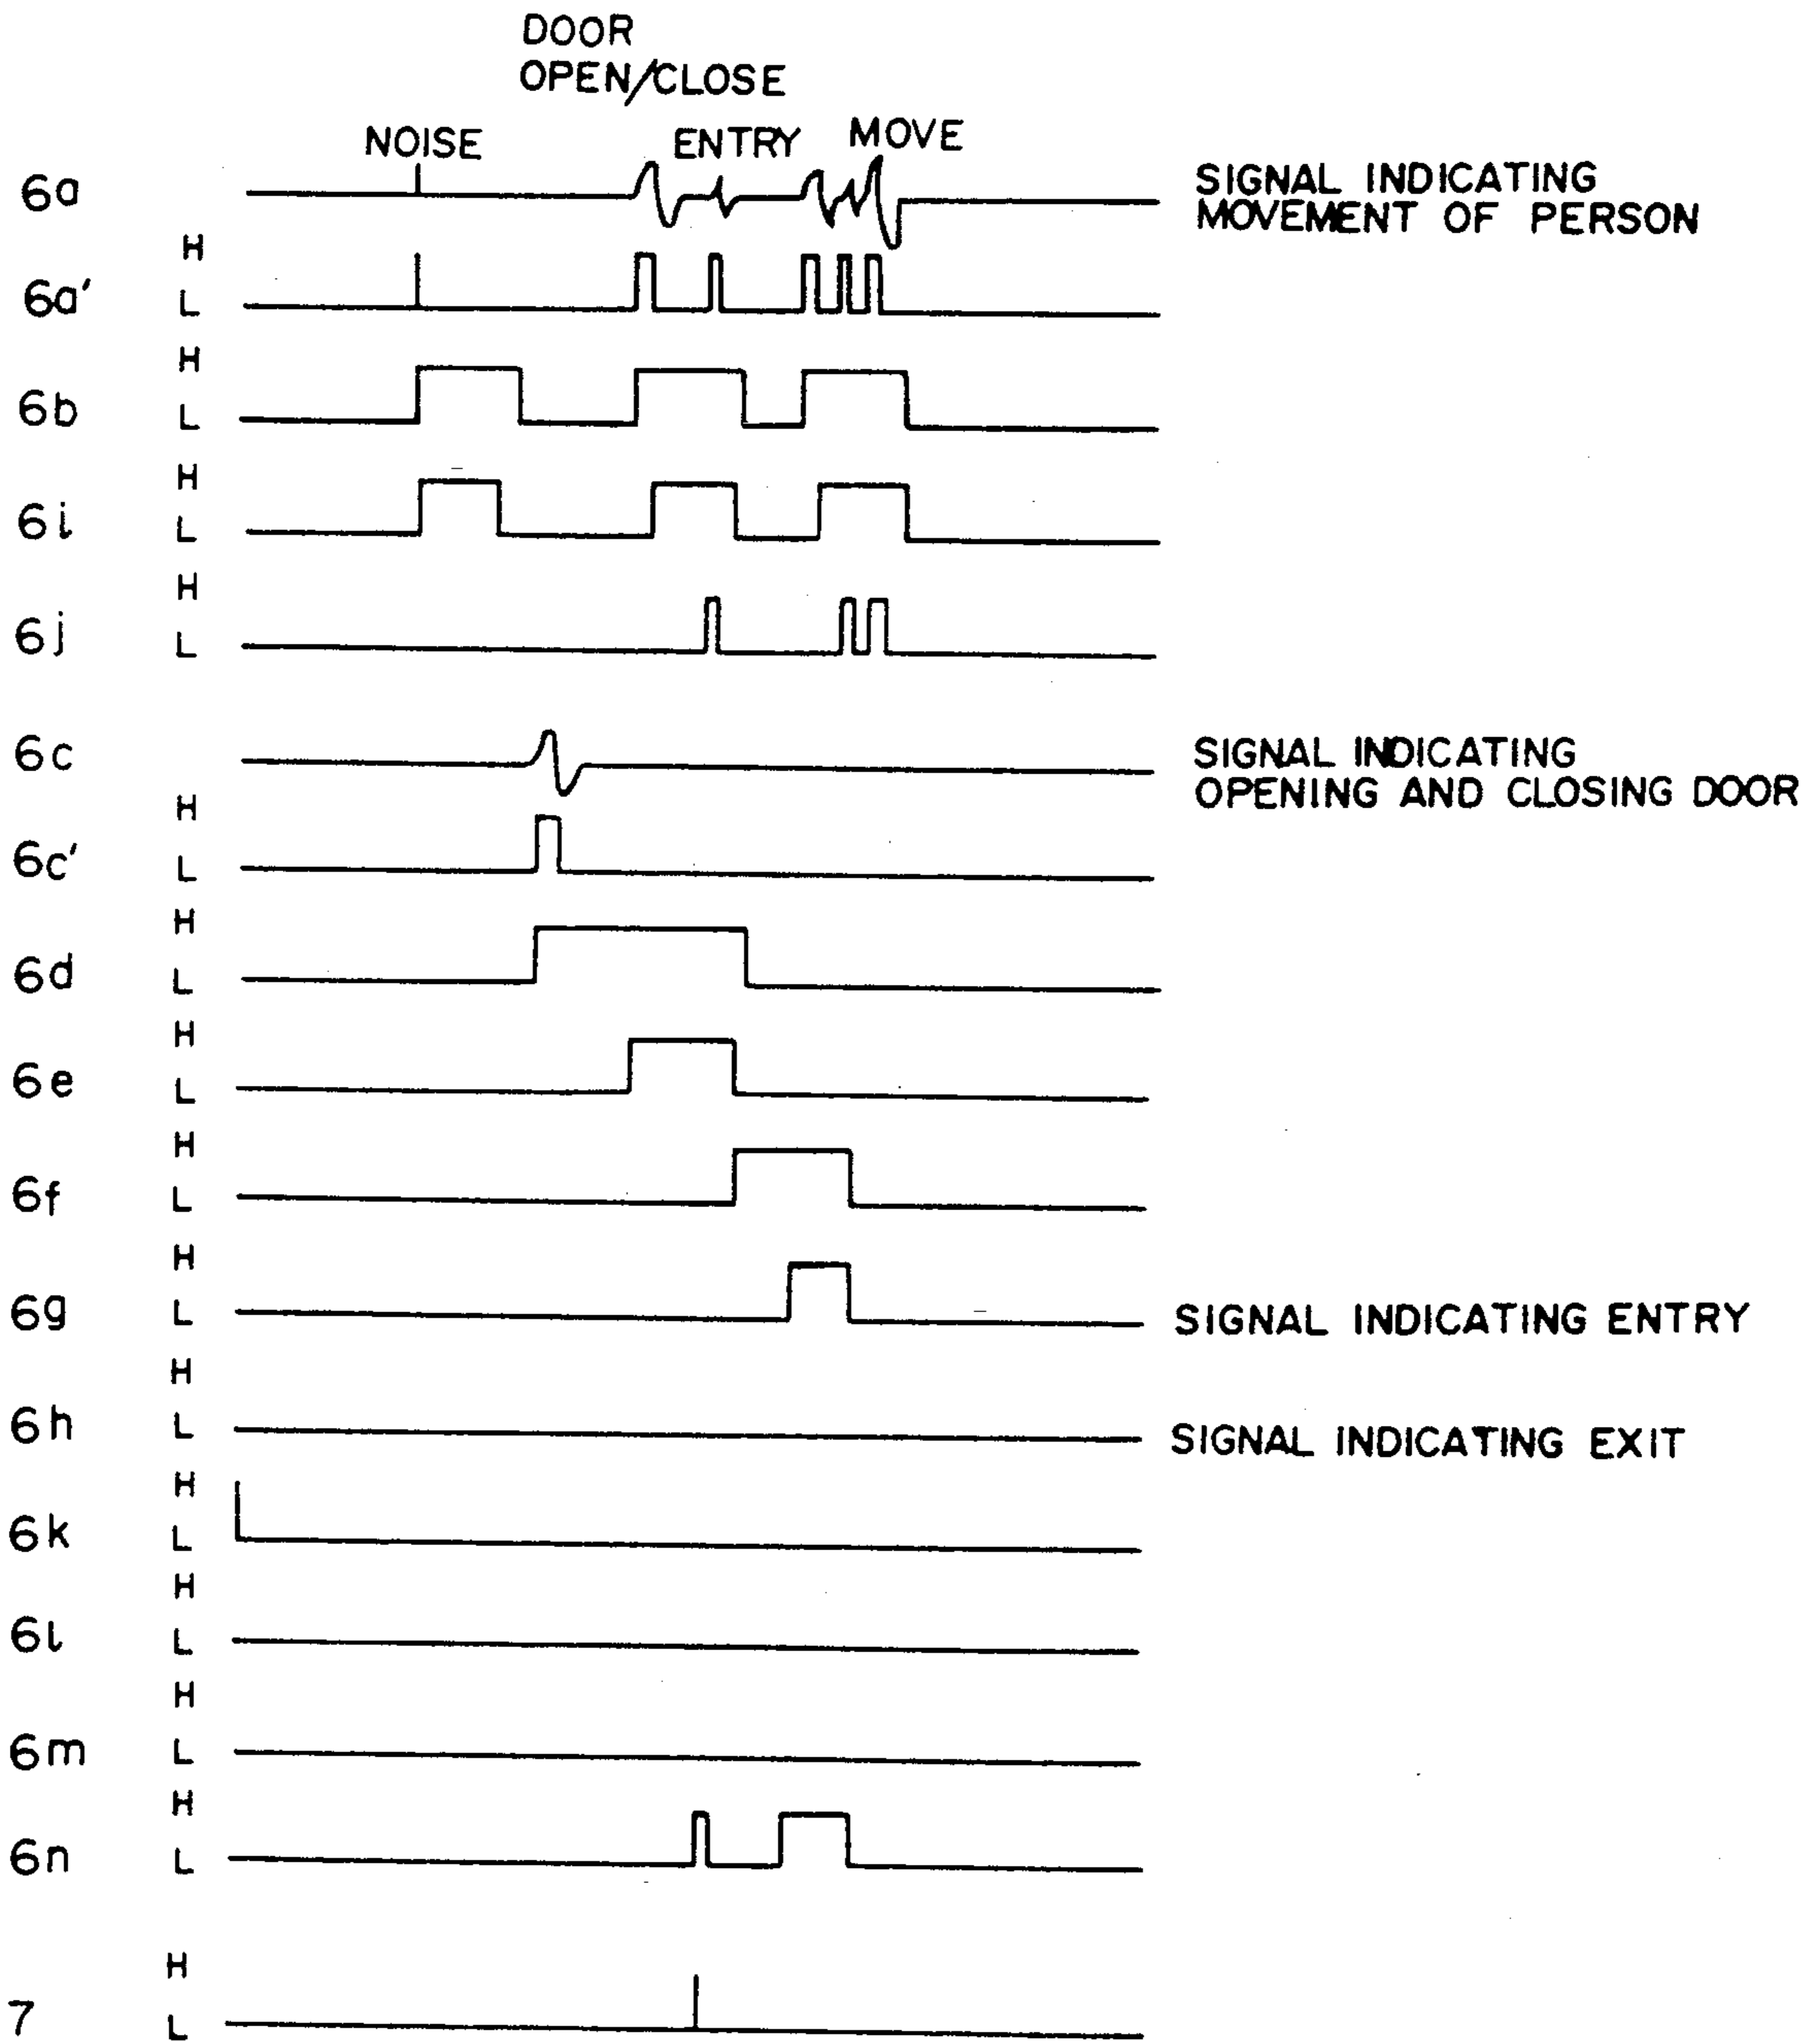 DOOR
OPEN/CLOSE
NOISE ENTRY MOVE
6a SIGNAL INDICATING
MOVEMENT OF PERSON
H
6a' L
H
6b L
H
6i L
H
6j L
6c SIGNAL INDICATING
OPENING AND CLOSING DOOR
H
6c' L
H
6d L
H
6e L
H
6f L
H
6g L SIGNAL INDICATING ENTRY
H
6h L SIGNAL INDICATING EXIT
H
6k L
H
6l L
H
6m L
H
6n L
H
7 L